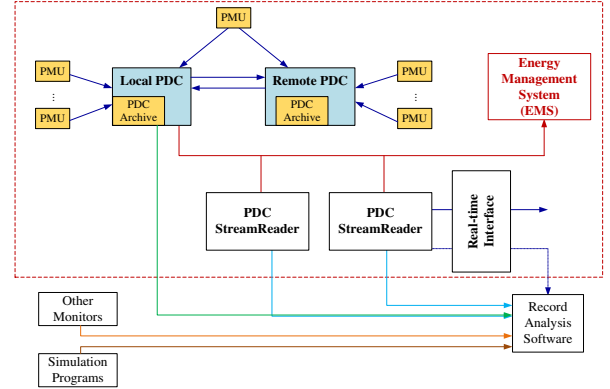 PMU
PMU
⋮
PMU
Local PDC
PDC
Archive
Remote PDC
PDC
Archive
PMU
⋮
PMU
Energy
Management
System
(EMS)
PDC
StreamReader
PDC
StreamReader
Real-time
Interface
Other
Monitors
Simulation
Programs
Record
Analysis
Software